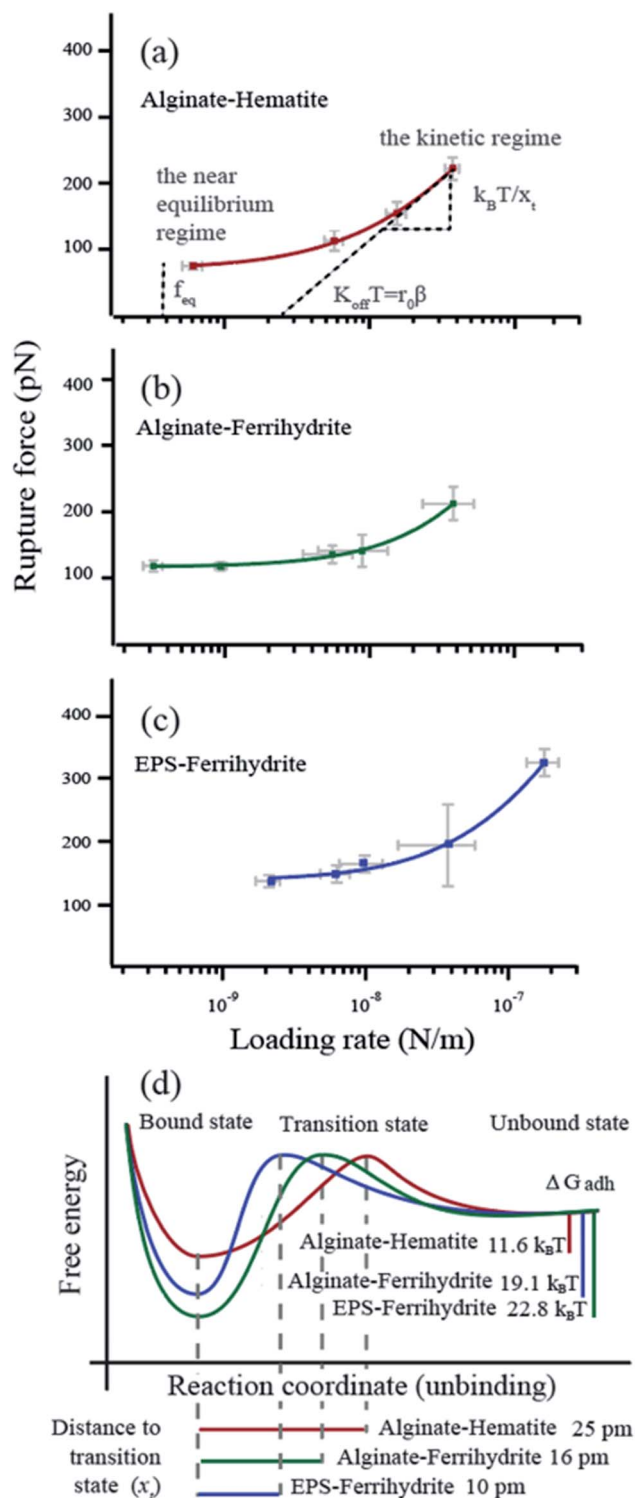 (a)
Alginate-Hematite
the kinetic regime
the near
equilibrium
regime
k_BT/x_t
f_eq
K_offT=r_0β
400
300
200
100
(b)
Alginate-Ferrihydrite
400
300
200
100
Rupture force (pN)
(c)
EPS-Ferrihydrite
400
300
200
100
10^-9
10^-8
10^-7
Loading rate (N/m)
(d)
Bound state
Transition state
Unbound state
Free energy
Δ G adh
Alginate-Hematite 11.6 k_BT
Alginate-Ferrihydrite 19.1 k_BT
EPS-Ferrihydrite 22.8 k_BT
Reaction coordinate (unbinding)
Distance to
transition
state (x_t)
Alginate-Hematite 25 pm
Alginate-Ferrihydrite 16 pm
EPS-Ferrihydrite 10 pm